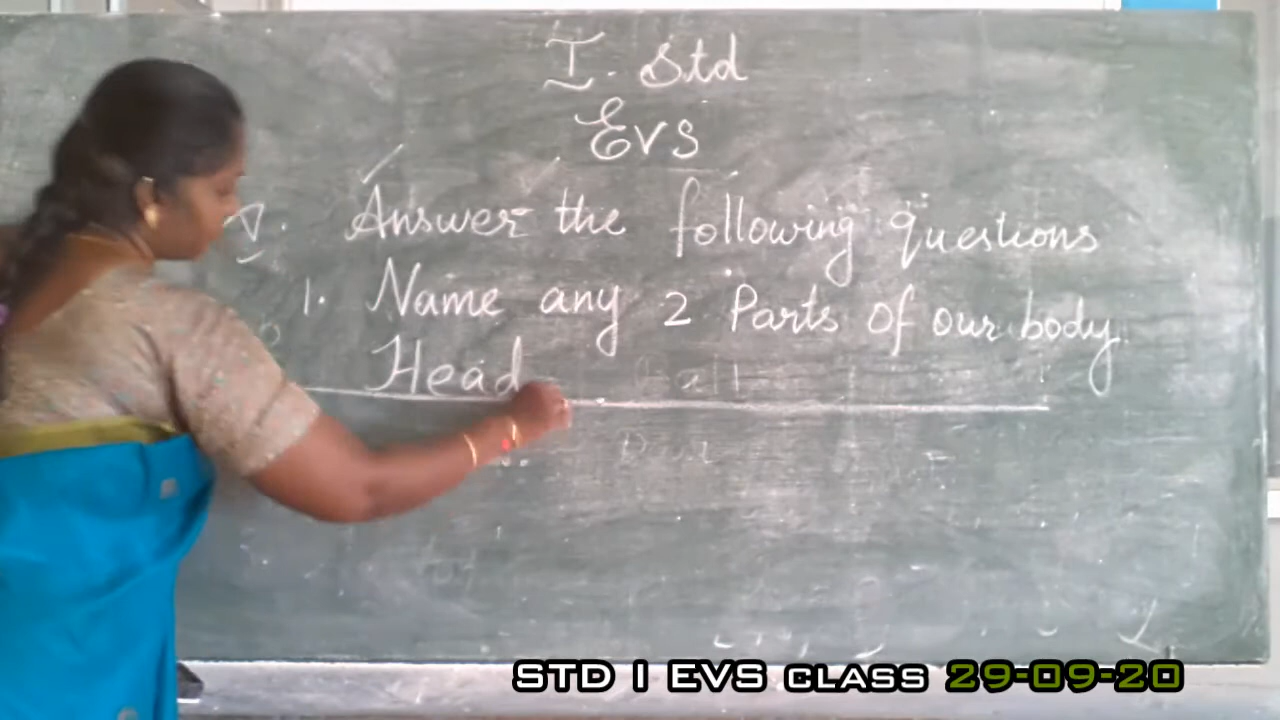 I. Std
EVS
V. Answer the following questions
1. Name any 2 Parts of our body
Head
STD I EVS CLASS 29-09-20